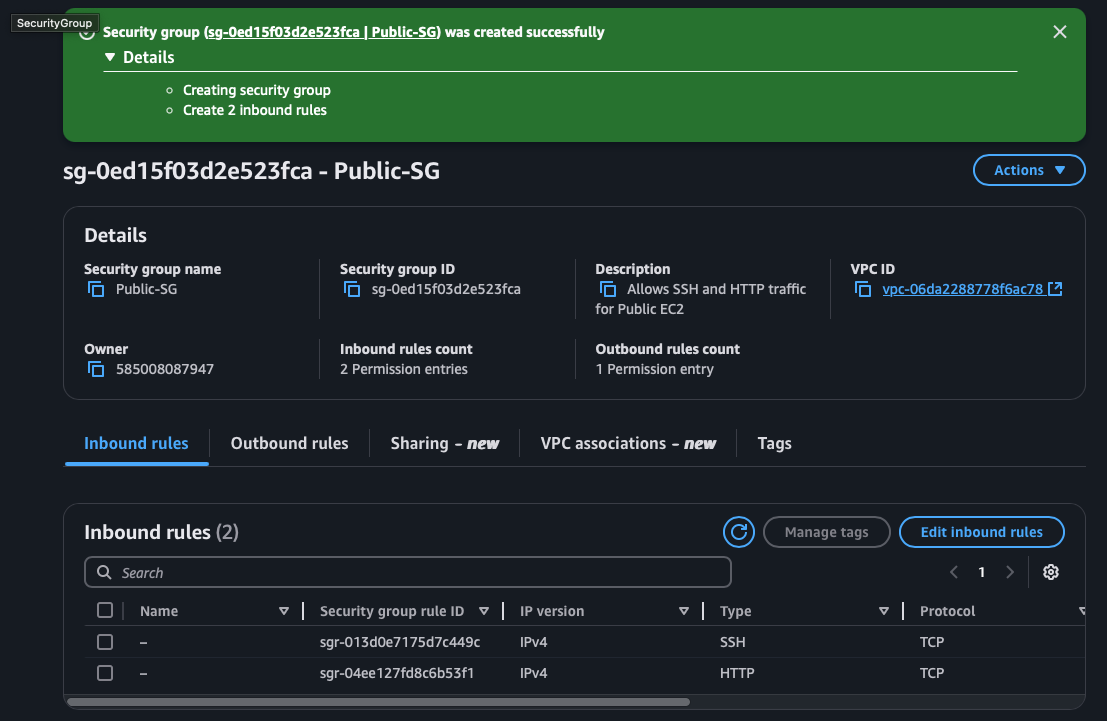 SecurityGroup
Security group (sg-0ed15f03d2e523fca | Public-SG) was created successfully
Details
Creating security group
Create 2 inbound rules
sg-0ed15f03d2e523fca - Public-SG
Actions
Details
Security group name
Public-SG
Security group ID
sg-0ed15f03d2e523fca
Description
Allows SSH and HTTP traffic
for Public EC2
VPC ID
vpc-06da2288778f6ac78
Owner
585008087947
Inbound rules count
2 Permission entries
Outbound rules count
1 Permission entry
Inbound rules
Outbound rules
Sharing - new
VPC associations - new
Tags
Inbound rules (2)
Manage tags
Edit inbound rules
Search
1
Name Security group rule ID IP version Type Protocol
– sgr-013d0e7175d7c449c IPv4 SSH TCP
– sgr-04ee127fd8c6b53f1 IPv4 HTTP TCP